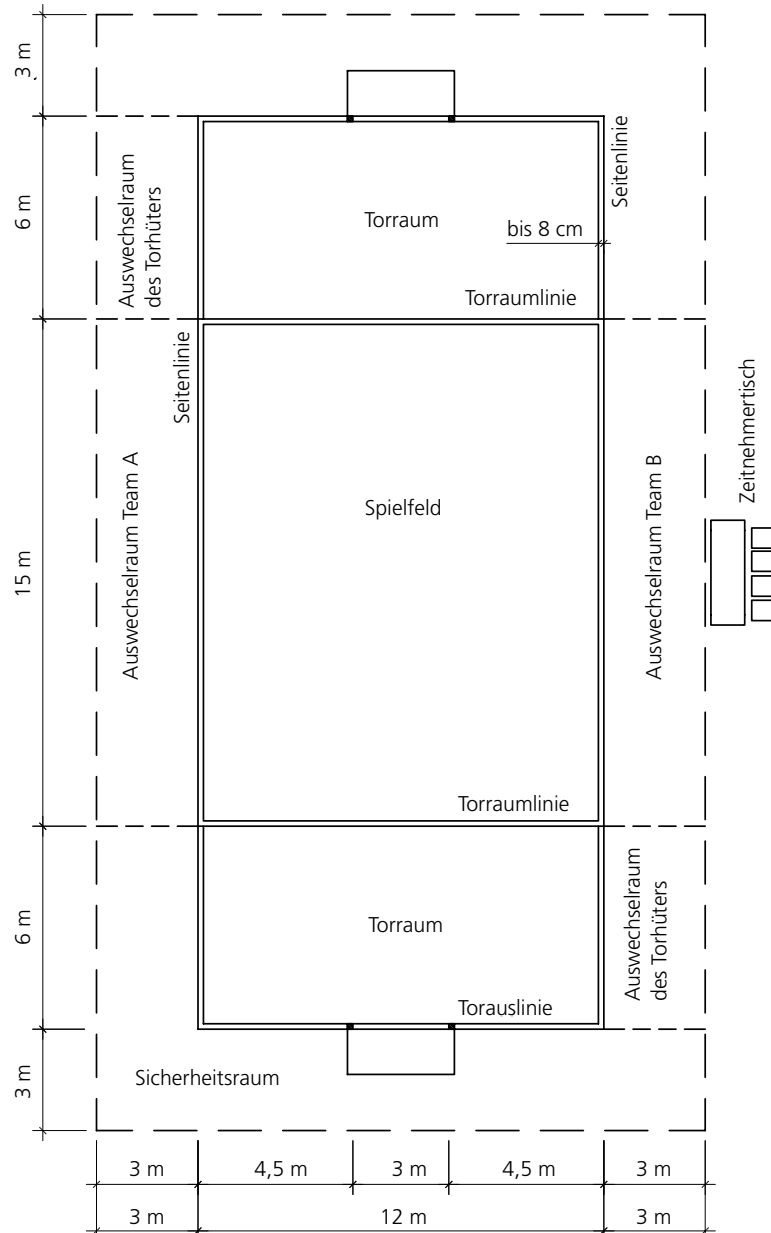 3 m
6 m
15 m
6 m
3 m
Auswechselraum
des Torhüters
Torraum
Seitenlinie
bis 8 cm
Torraumlinie
Seitenlinie
Auswechselraum Team A
Spielfeld
Auswechselraum Team B
Zeitnehmertisch
Torraumlinie
Torraum
Auswechselraum
des Torhüters
Torauslinie
Sicherheitsraum
3 m
4,5 m
3 m
4,5 m
3 m
3 m
12 m
3 m